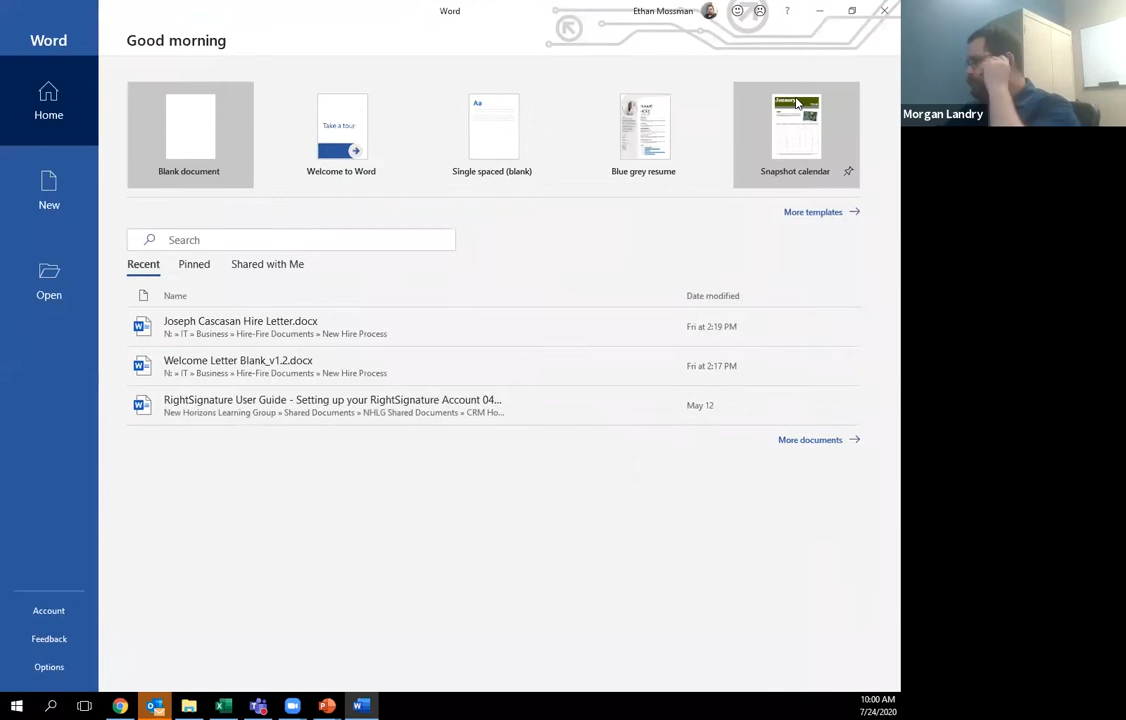 Word
Ethan Mossman
?
Word
Good morning
Home
New
Open
Take a tour
Aa
NAME
HERE
January
Blank document
Welcome to Word
Single spaced (blank)
Blue grey resume
Snapshot calendar
More templates
Search
Recent
Pinned
Shared with Me
Name
Date modified
Joseph Cascasan Hire Letter.docx
N: » IT » Business » Hire-Fire Documents » New Hire Process
Fri at 2:19 PM
Welcome Letter Blank_v1.2.docx
N: » IT » Business » Hire-Fire Documents » New Hire Process
Fri at 2:17 PM
RightSignature User Guide - Setting up your RightSignature Account 04...
New Horizons Learning Group » Shared Documents » NHLG Shared Documents » CRM Ho...
May 12
More documents
Account
Feedback
Options
10:00 AM
7/24/2020
Morgan Landry